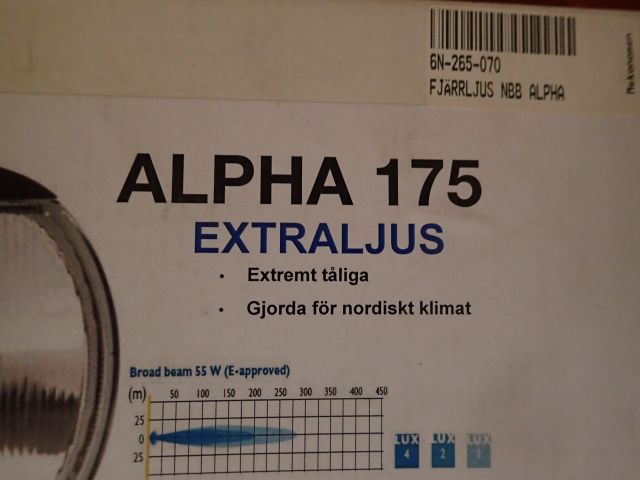 6N-265-070
FJÄRRLJUS NBB ALPHA
Mekonomen
ALPHA 175
EXTRALJUS
• Extremt tåliga
• Gjorda för nordiskt klimat
Broad beam 55 W (E-approved)
(m) 50 100 150 200 250 300 350 400 450
25
0
25
LUX LUX LUX
4 2 1